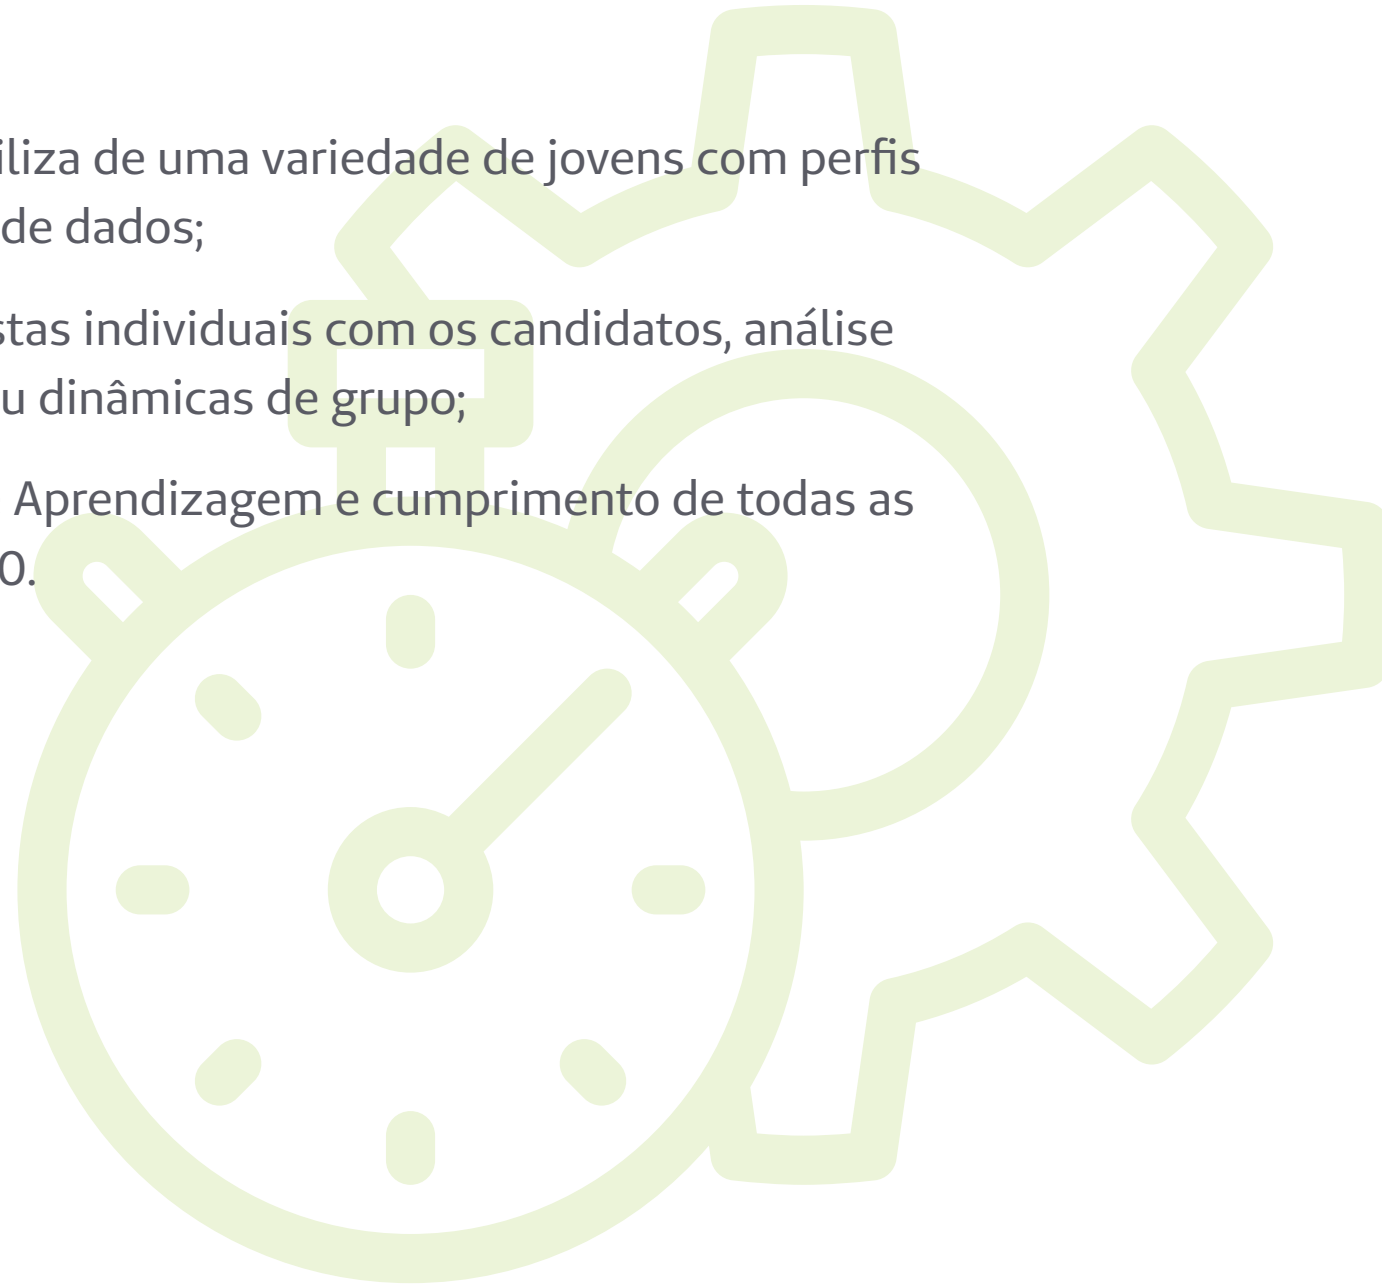 iliza de uma variedade de jovens com perfis
de dados;
stas individuais com os candidatos, análise
u dinâmicas de grupo;
Aprendizagem e cumprimento de todas as
0.